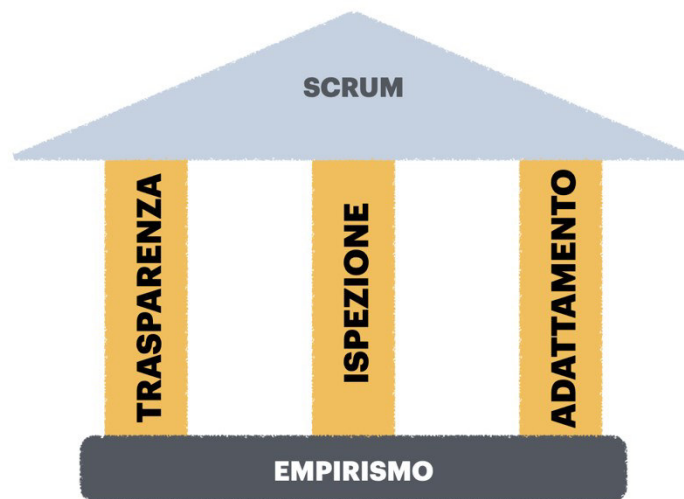 SCRUM
TRASPARENZA
ISPEZIONE
ADATTAMENTO
EMPIRISMO